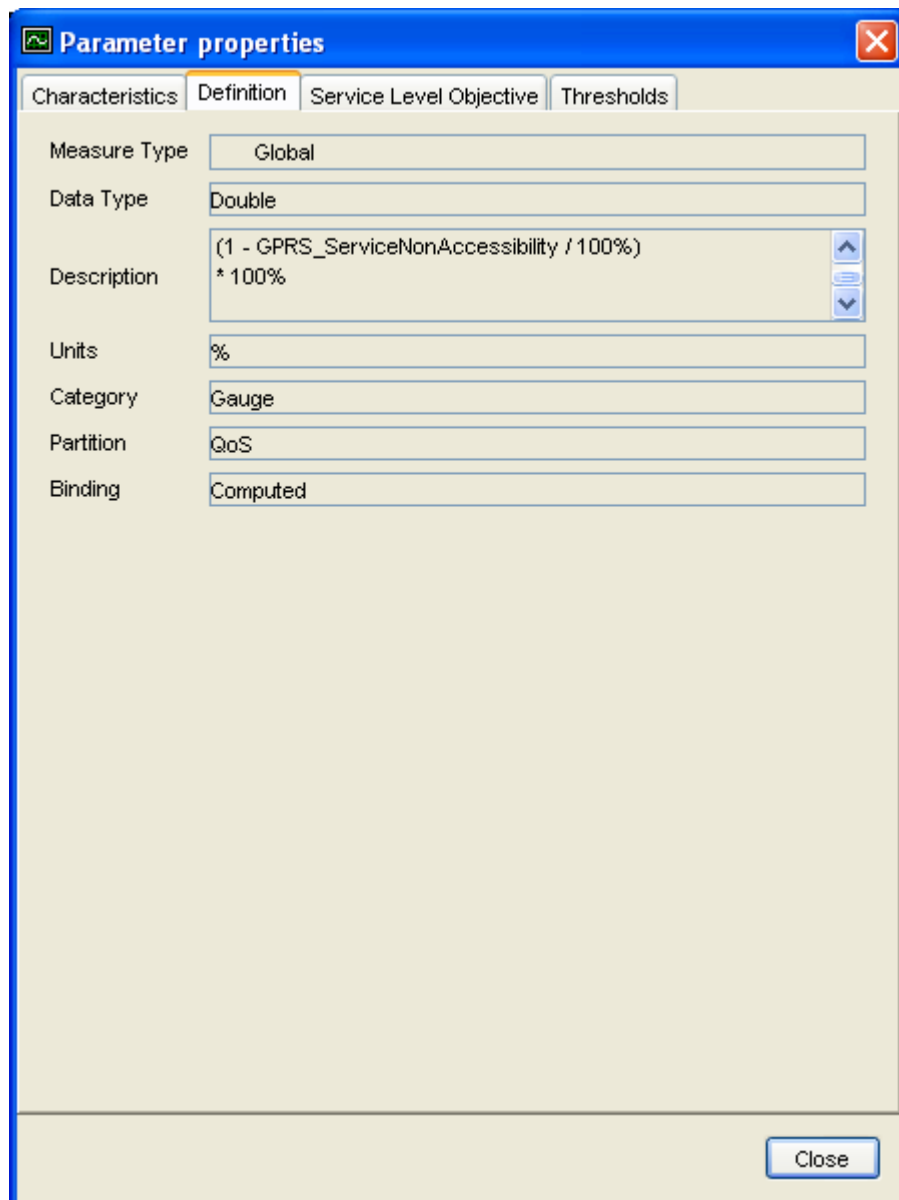 Parameter properties
Characteristics Definition Service Level Objective Thresholds
Measure Type Global
Data Type Double
Description (1 - GPRS_ServiceNonAccessibility / 100%)
* 100%
Units %
Category Gauge
Partition QoS
Binding Computed
Close